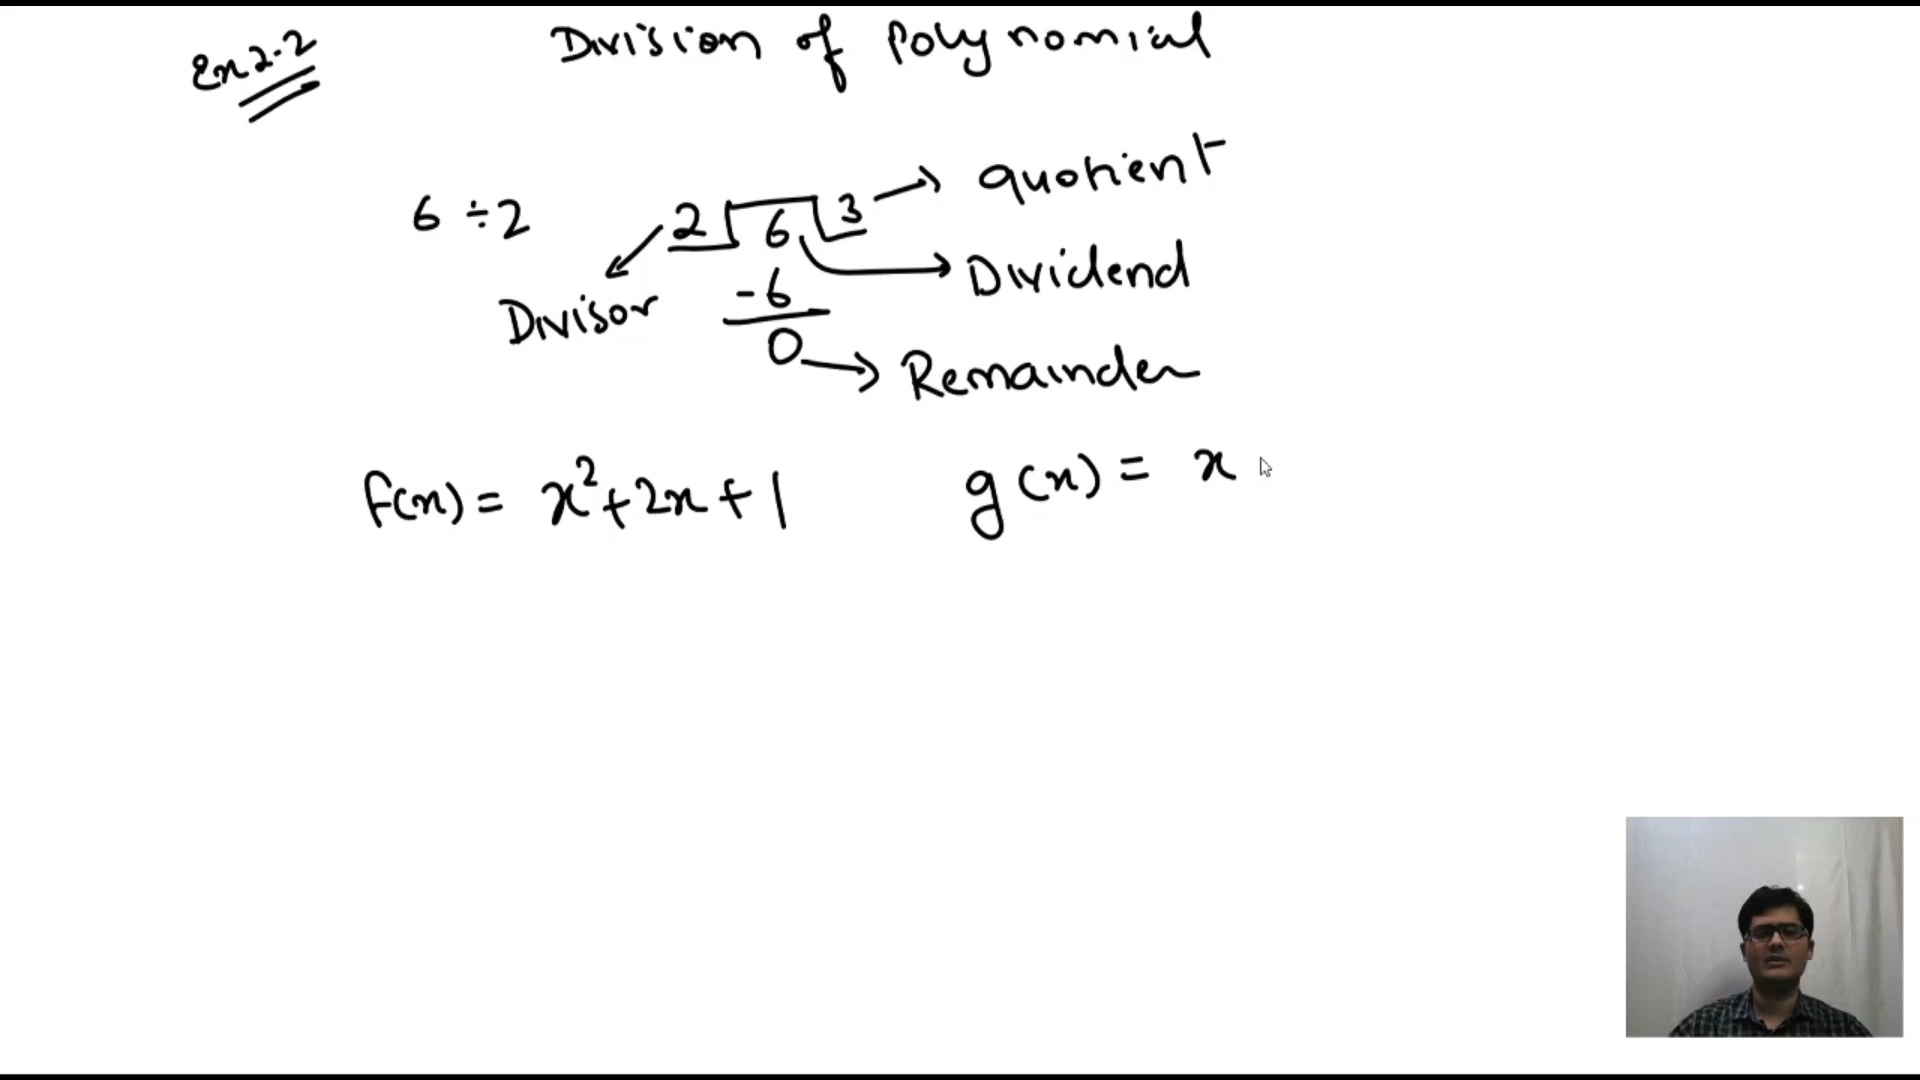 Ex 2.2
Division of Polynomial
6 ÷ 2
2 6 3 → quotient
Dividend
Divisor
-6
0 → Remainder
f(x) = x²+2x+1
g(x) = x